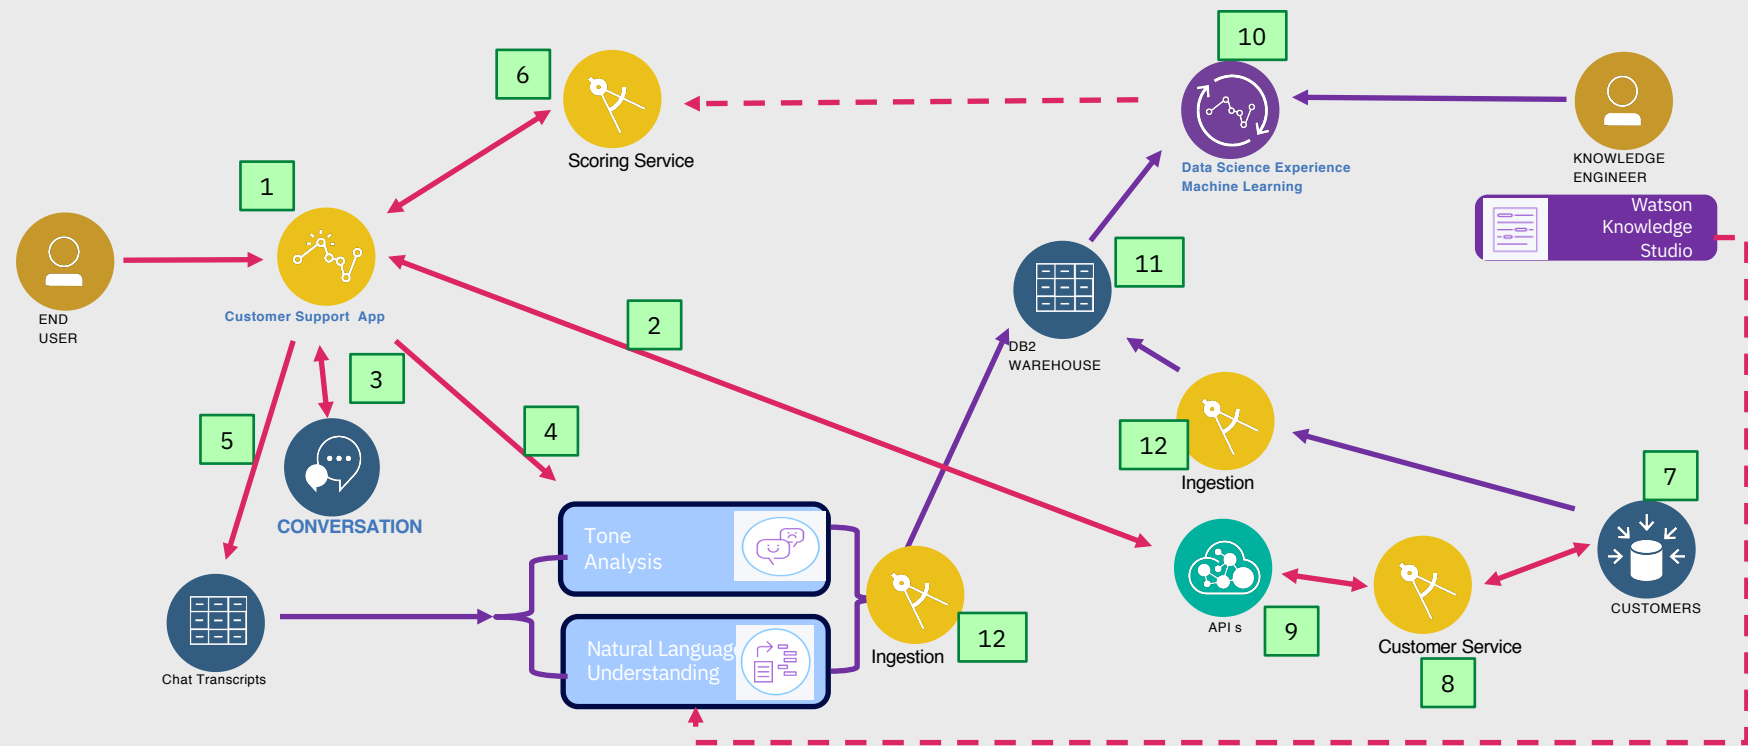 10
6
Scoring Service
KNOWLEDGE
ENGINEER
Data Science Experience
Machine Learning
1
Watson
Knowledge
Studio
11
END
USER
Customer Support App
2
DB2
WAREHOUSE
3
5
4
12
Ingestion
7
CONVERSATION
Tone
Analysis
Natural Languag
Understanding
Chat Transcripts
Ingestion
12
API s
9
Customer Service
8
CUSTOMERS